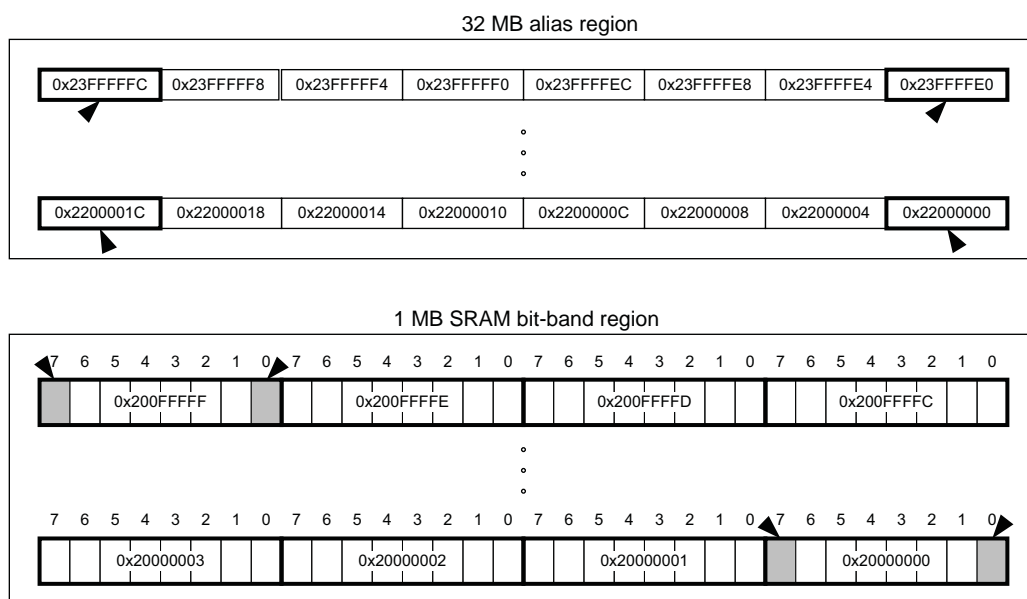 32 MB alias region
0x23FFFFFC 0x23FFFFF8 0x23FFFFF4 0x23FFFFF0 0x23FFFFEC 0x23FFFFE8 0x23FFFFE4 0x23FFFFE0
0x2200001C 0x22000018 0x22000014 0x22000010 0x2200000C 0x22000008 0x22000004 0x22000000
1 MB SRAM bit-band region
7 6 5 4 3 2 1 0 7 6 5 4 3 2 1 0 7 6 5 4 3 2 1 0 7 6 5 4 3 2 1 0
0x200FFFFF 0x200FFFFE 0x200FFFFD 0x200FFFFC
7 6 5 4 3 2 1 0 7 6 5 4 3 2 1 0 7 6 5 4 3 2 1 0 7 6 5 4 3 2 1 0
0x20000003 0x20000002 0x20000001 0x20000000